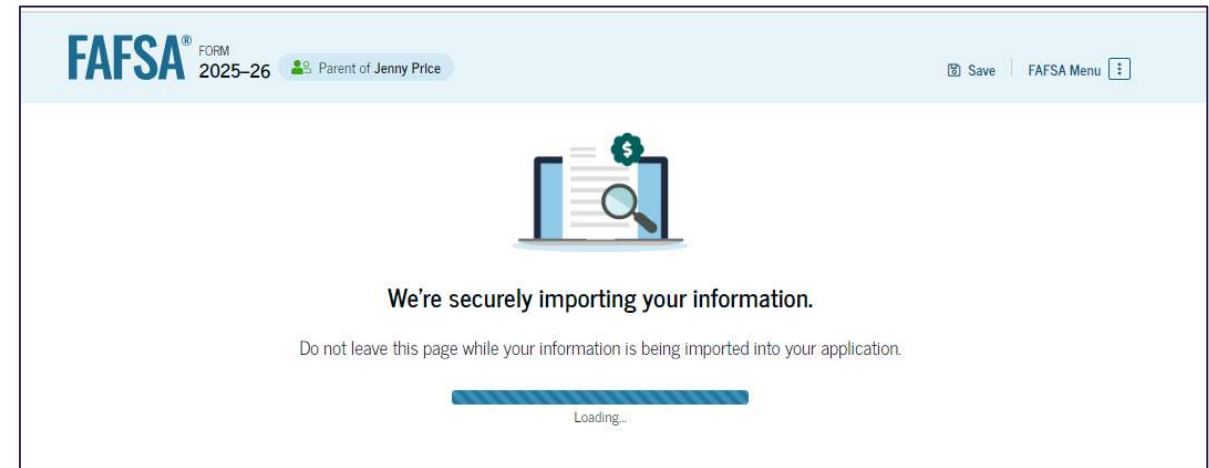 FAFSA® FORM 2025–26 Parent of Jenny Price Save FAFSA Menu
$
We're securely importing your information.
Do not leave this page while your information is being imported into your application.
Loading...